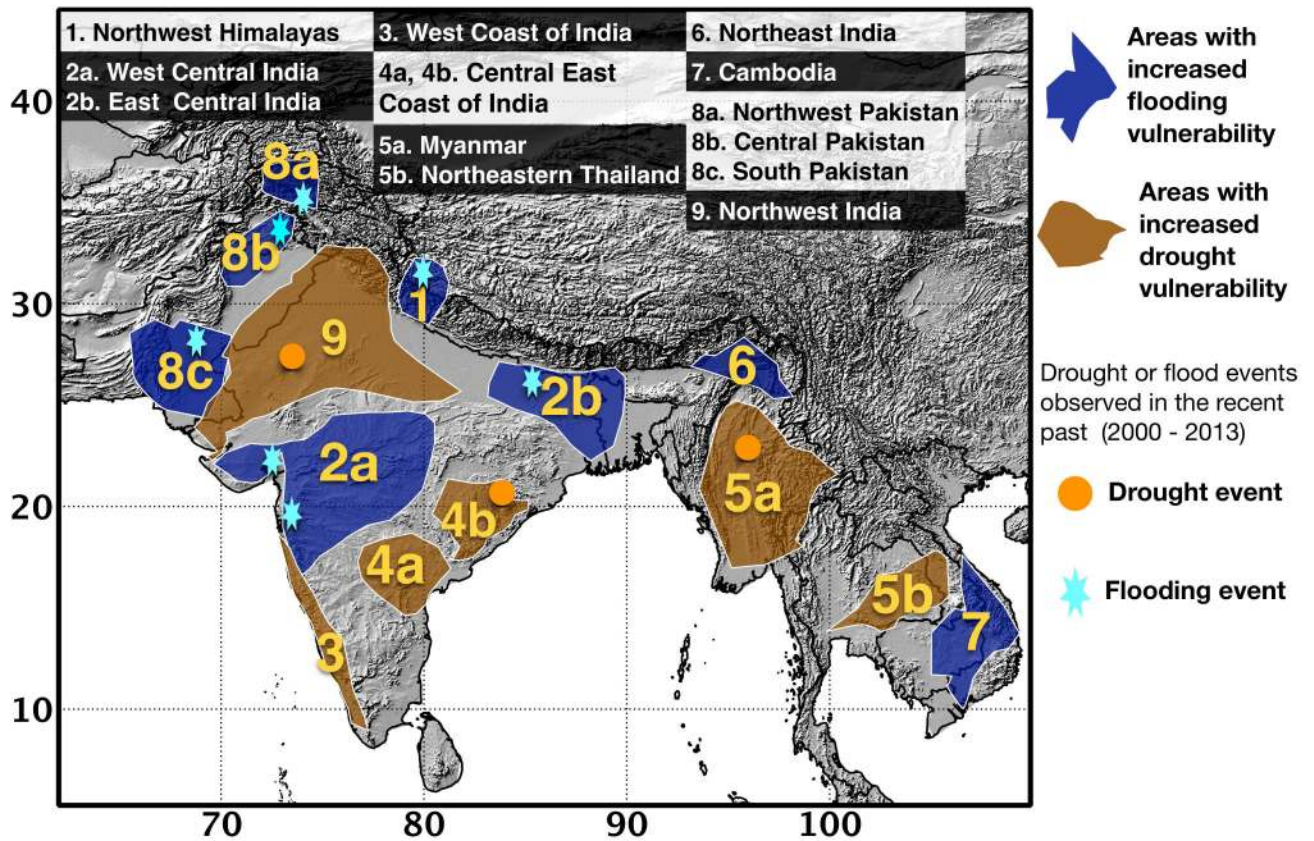 1. Northwest Himalayas
2a. West Central India
2b. East Central India
3. West Coast of India
4a, 4b. Central East
Coast of India
5a. Myanmar
5b. Northeastern Thailand
6. Northeast India
7. Cambodia
8a. Northwest Pakistan
8b. Central Pakistan
8c. South Pakistan
9. Northwest India
Areas with
increased
flooding
vulnerability
Areas with
increased
drought
vulnerability
Drought or flood events
observed in the recent
past (2000 - 2013)
Drought event
Flooding event
40
30
20
10
8a
8b
1
9
8c
6
2b
2a
5a
4b
4a
5b
7
3
70
80
90
100